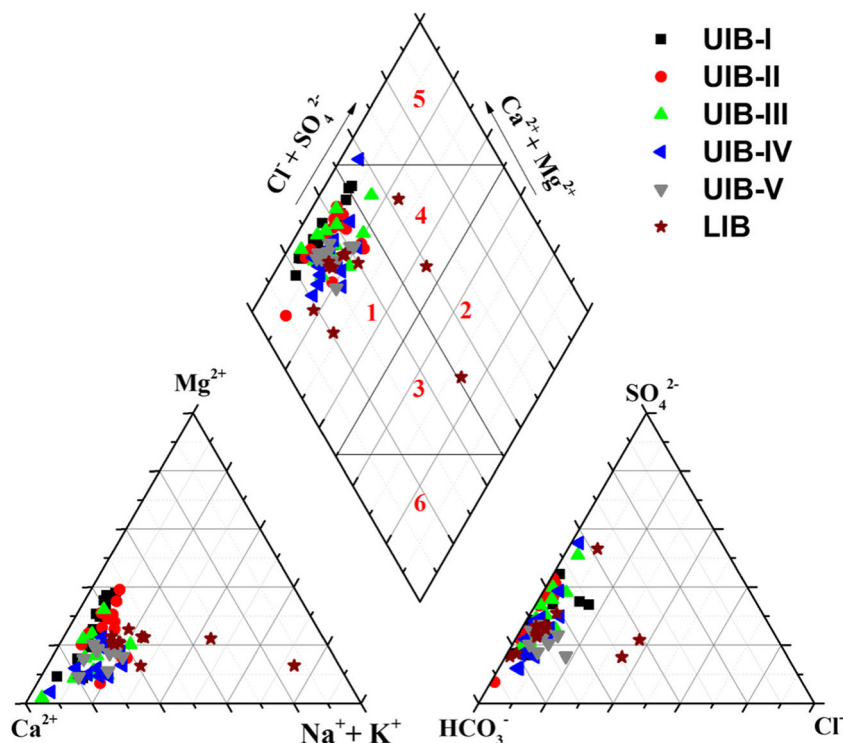 UIB-I
UIB-II
UIB-III
UIB-IV
UIB-V
LIB
Cl⁻ + SO₄²⁻
Ca²⁺ + Mg²⁺
5
4
1
2
3
6
Mg²⁺
SO₄²⁻
Ca²⁺
Na⁺ + K⁺
HCO₃⁻
Cl⁻